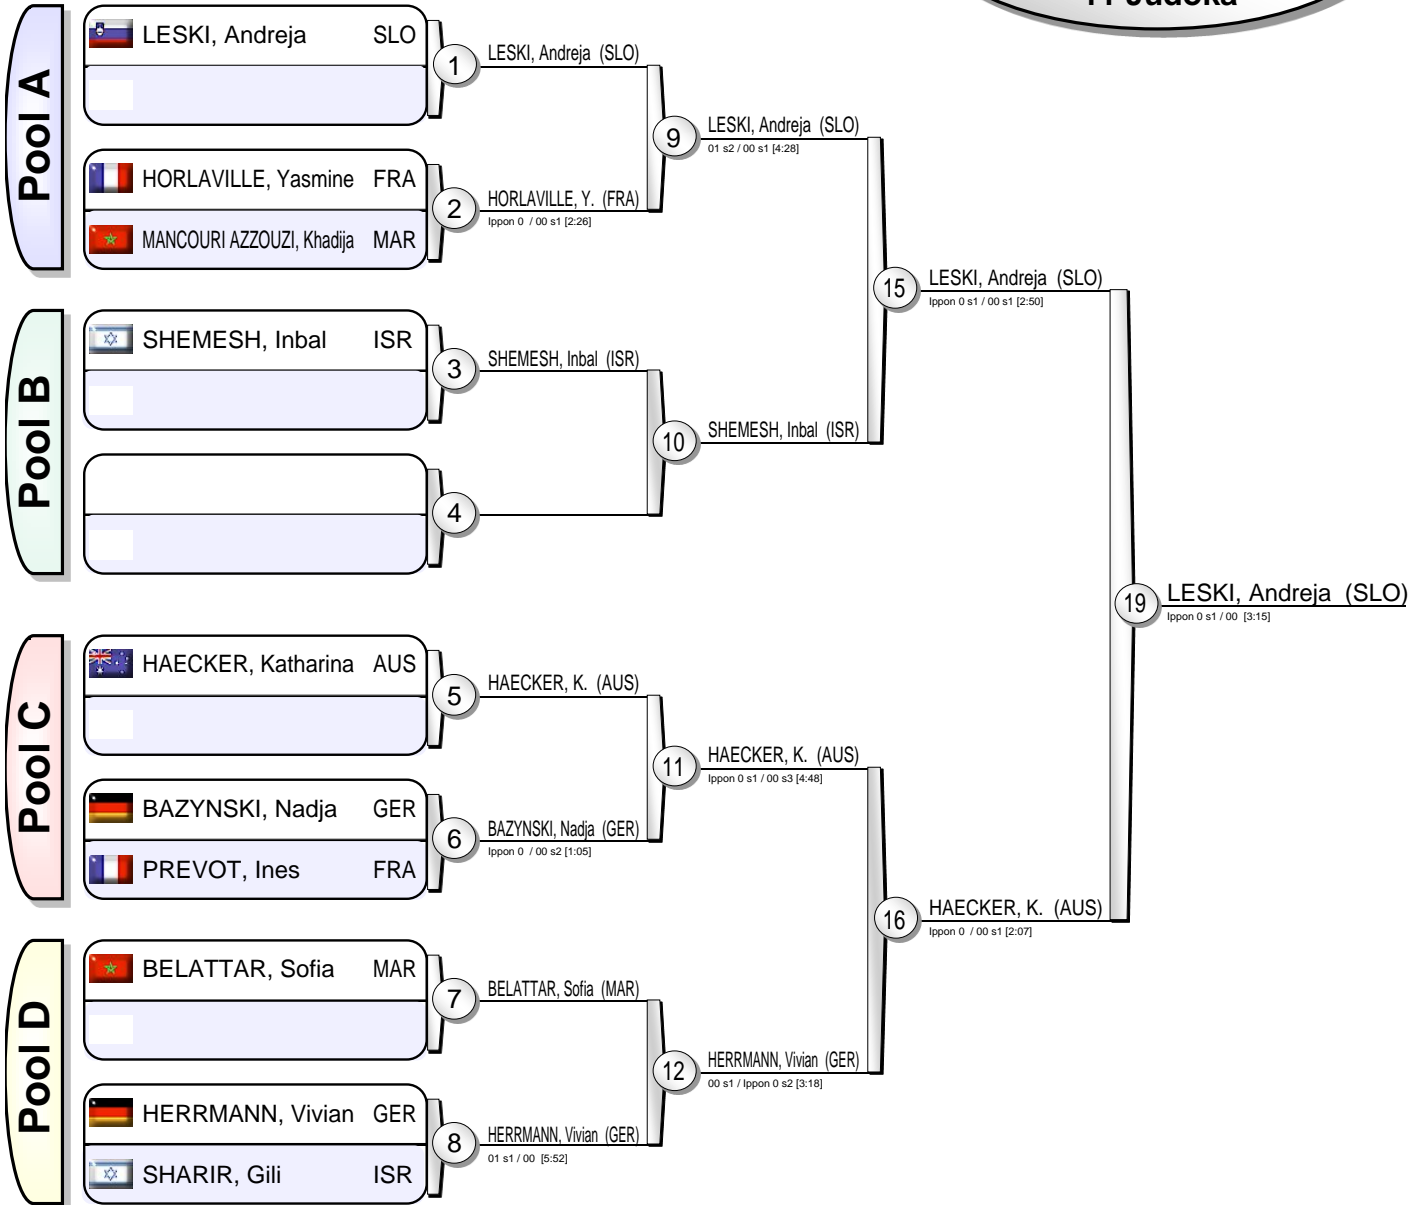 11 Judoka
Pool A
LESKI, Andreja SLO
1
LESKI, Andreja (SLO)
9
LESKI, Andreja (SLO)
01 s2 / 00 s1 [4:28]
HORLAVILLE, Yasmine FRA
2
HORLAVILLE, Y. (FRA)
Ippon 0 / 00 s1 [2:26]
MANCOURI AZZOUZI, Khadija MAR
15
LESKI, Andreja (SLO)
Ippon 0 s1 / 00 s1 [2:50]
Pool B
SHEMESH, Inbal ISR
3
SHEMESH, Inbal (ISR)
10
SHEMESH, Inbal (ISR)
4
19
LESKI, Andreja (SLO)
Ippon 0 s1 / 00 [3:15]
Pool C
HAECKER, Katharina AUS
5
HAECKER, K. (AUS)
11
HAECKER, K. (AUS)
Ippon 0 s1 / 00 s3 [4:48]
BAZYNSKI, Nadja GER
6
BAZYNSKI, Nadja (GER)
Ippon 0 / 00 s2 [1:05]
PREVOT, Ines FRA
16
HAECKER, K. (AUS)
Ippon 0 / 00 s1 [2:07]
Pool D
BELATTAR, Sofia MAR
7
BELATTAR, Sofia (MAR)
12
HERRMANN, Vivian (GER)
00 s1 / Ippon 0 s2 [3:18]
HERRMANN, Vivian GER
8
HERRMANN, Vivian (GER)
01 s1 / 00 [5:52]
SHARIR, Gili ISR